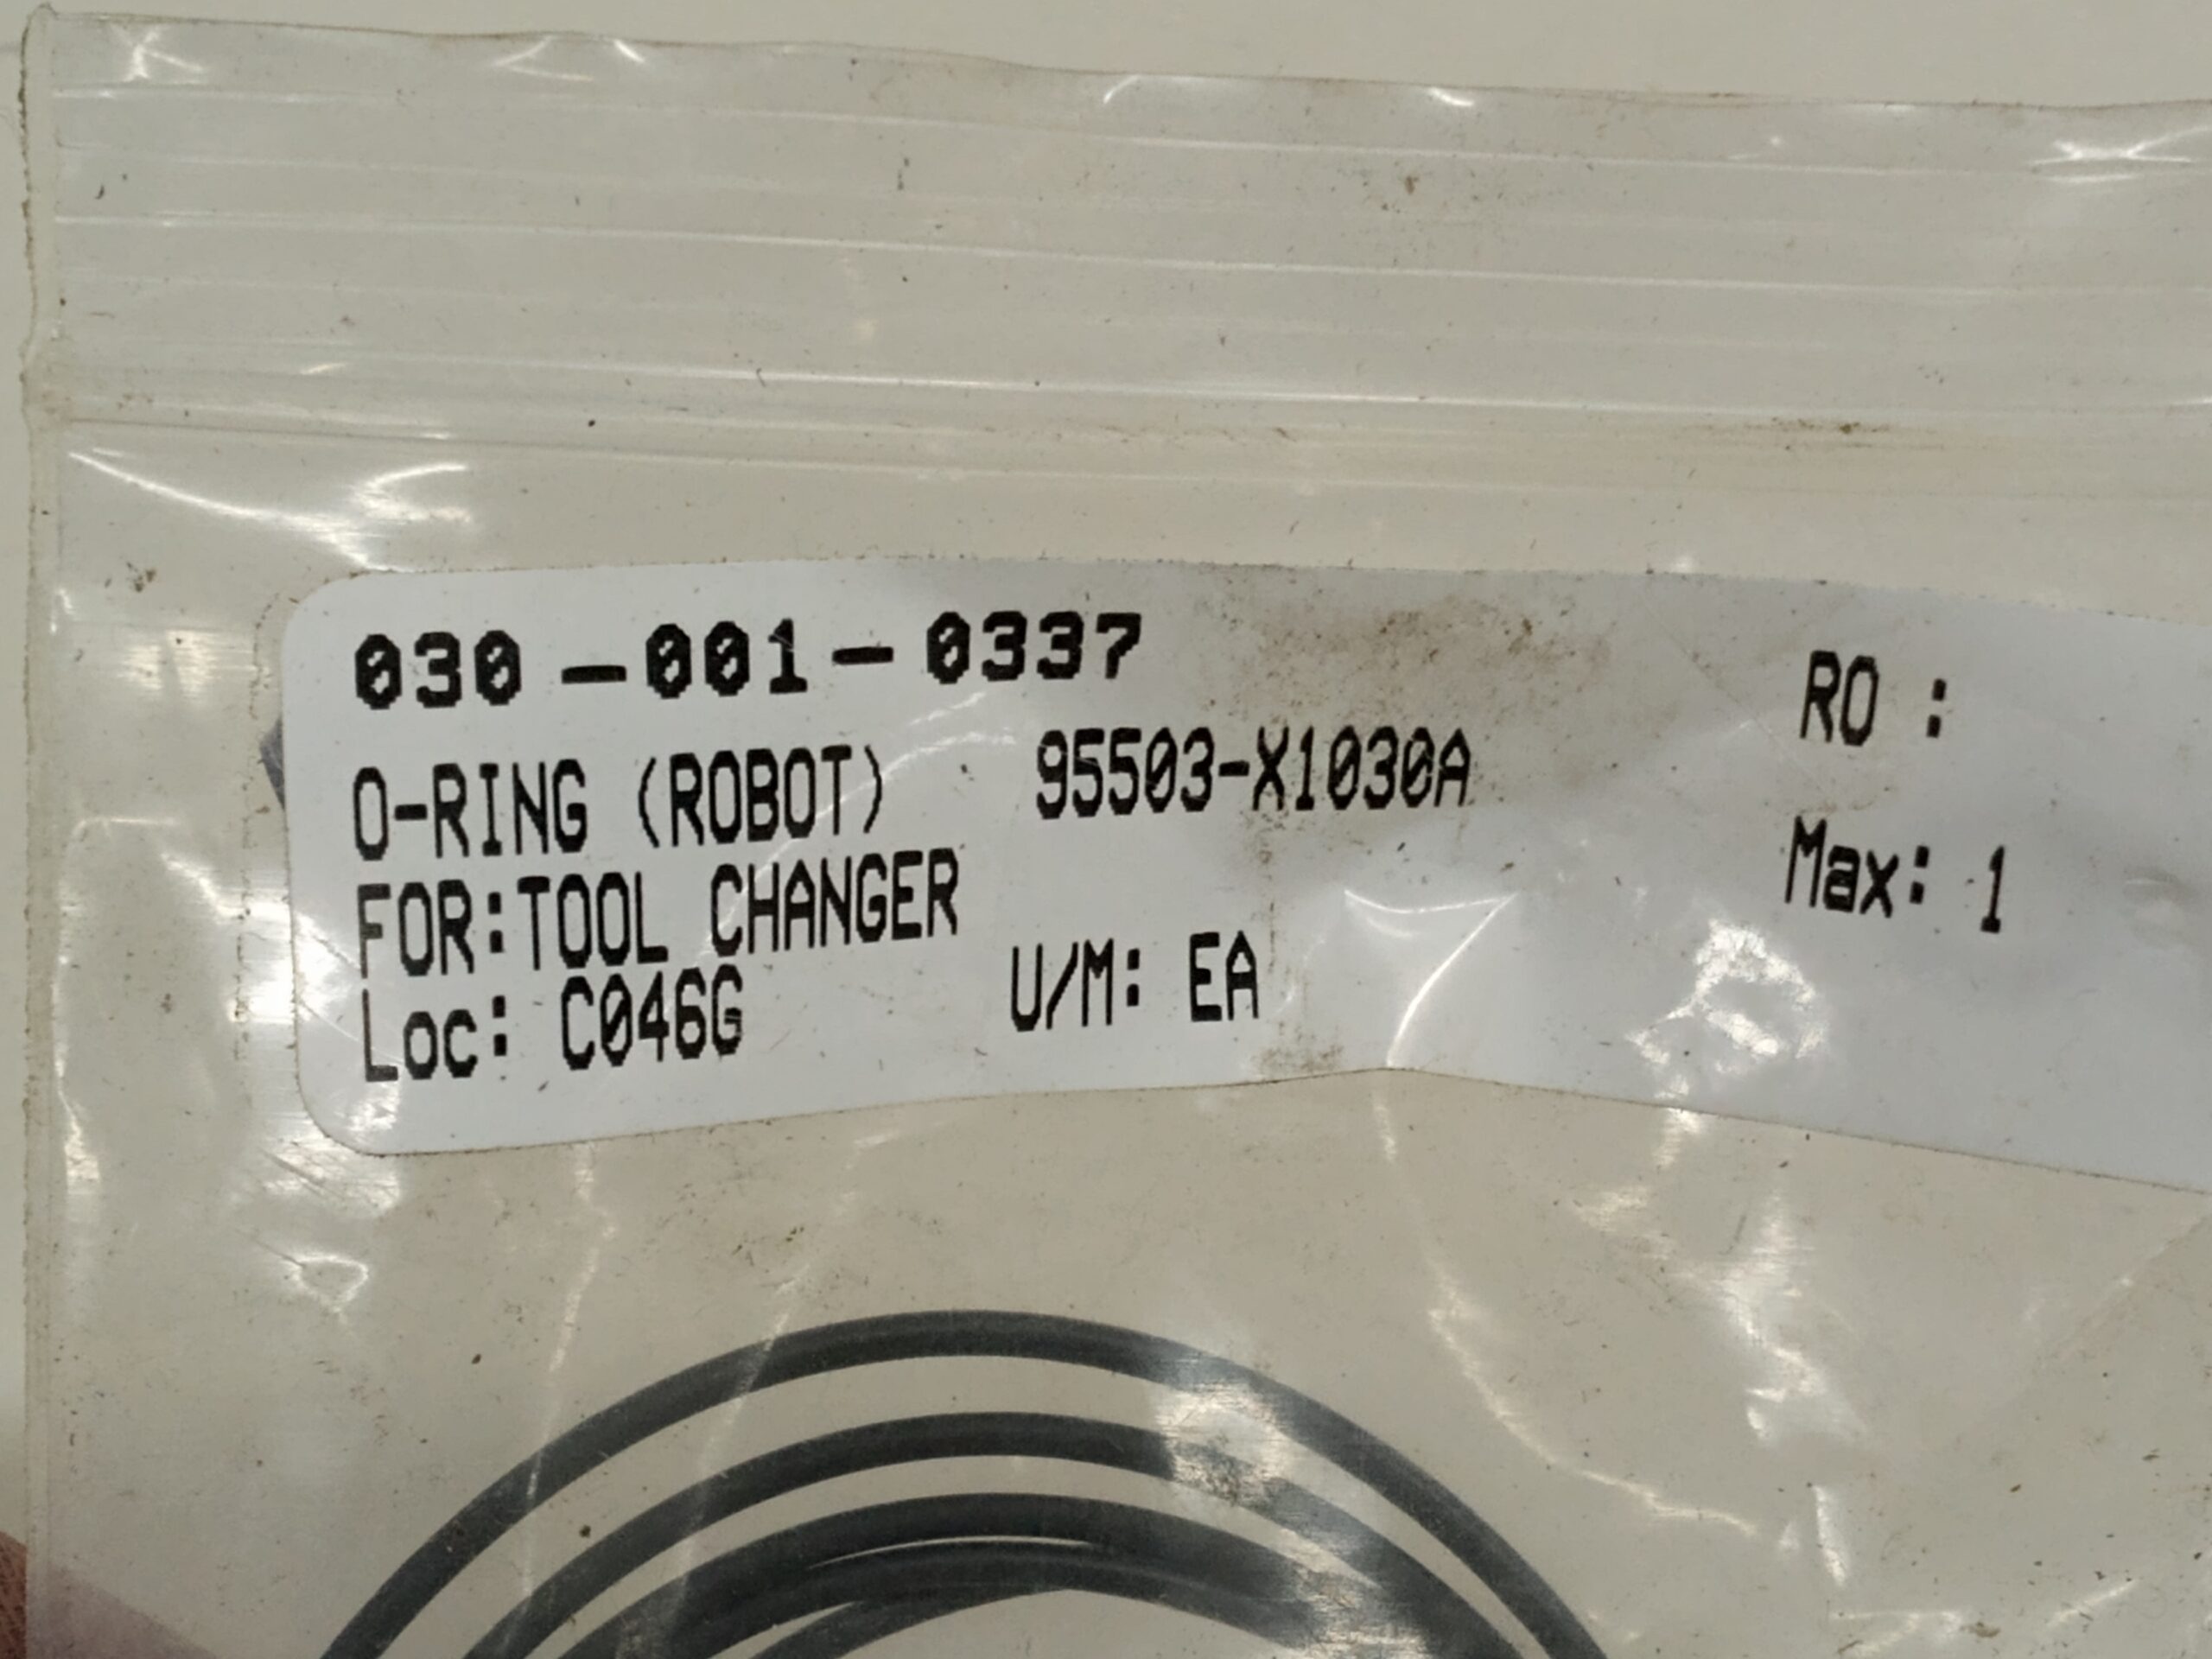 030-001-0337
RO :
O-RING (ROBOT) 95503-X1030A
Max: 1
FOR:TOOL CHANGER
Loc: C046G U/M: EA